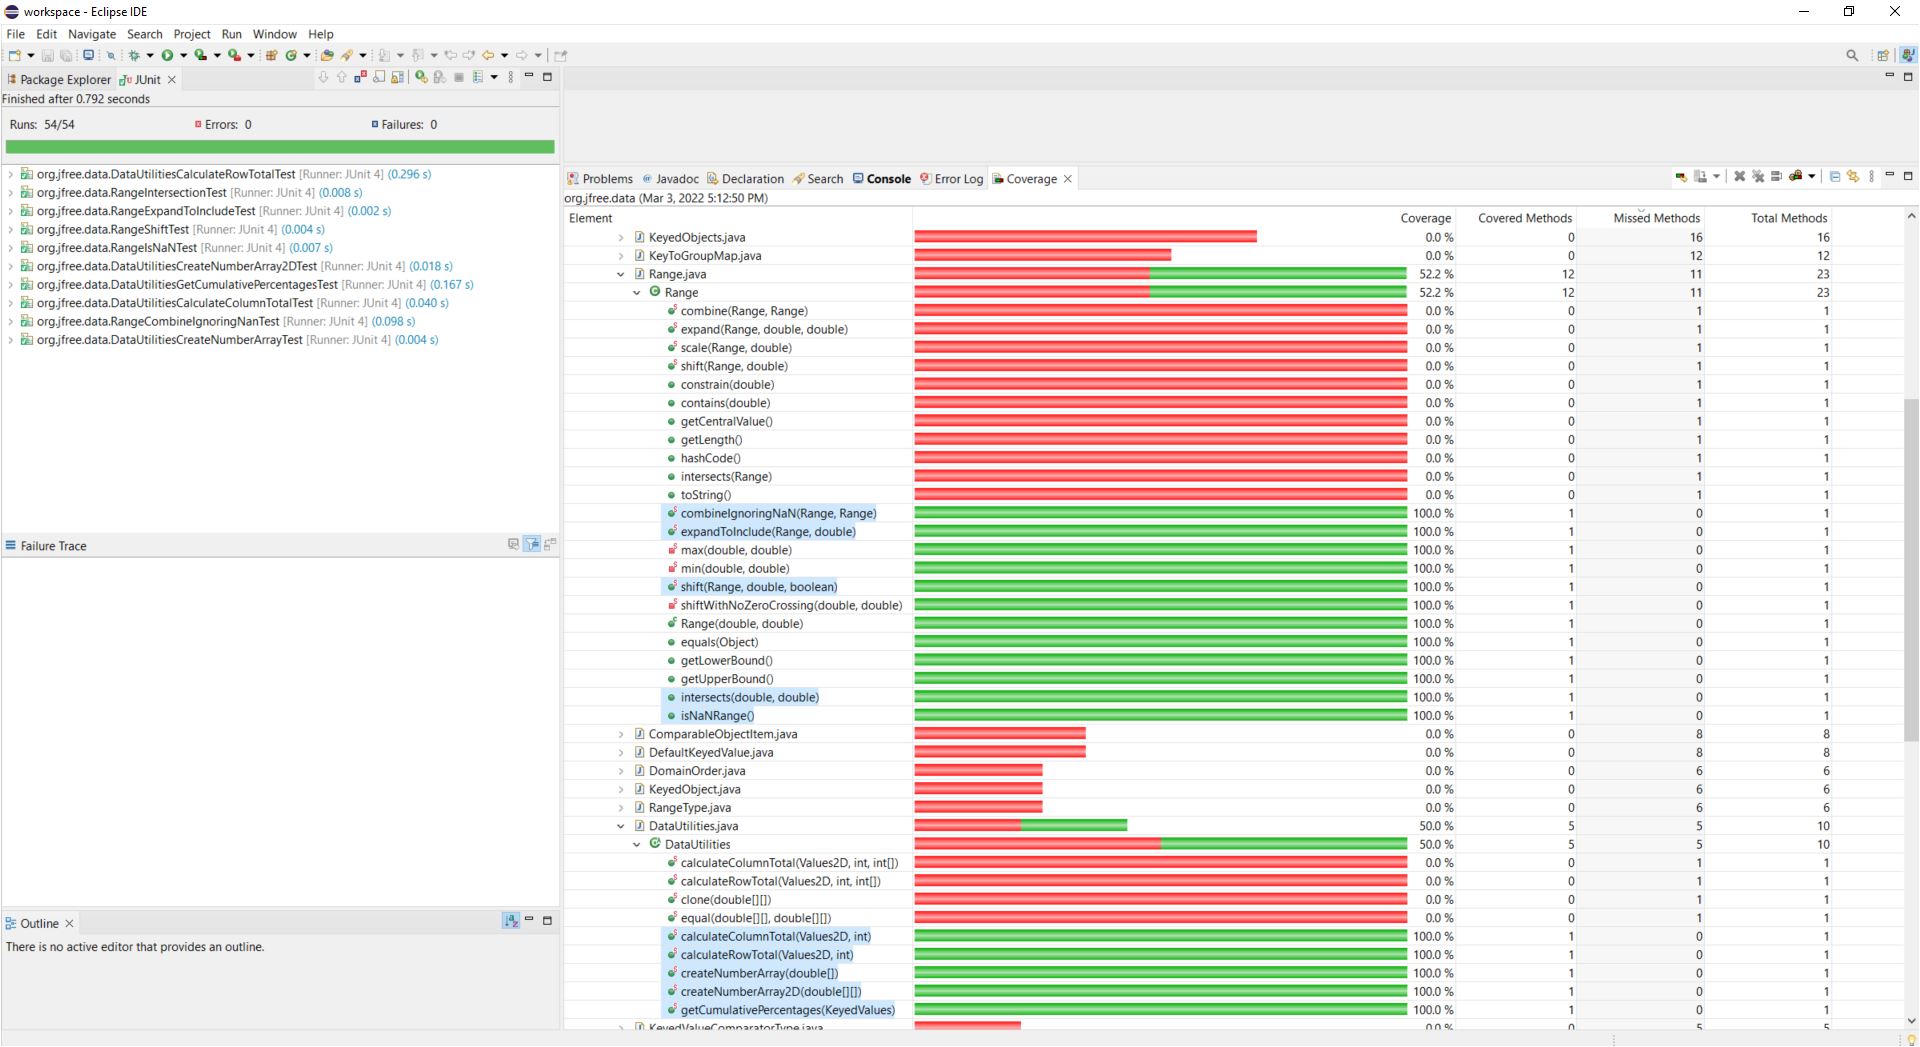 workspace - Eclipse IDE
File Edit Navigate Search Project Run Window Help
Package Explorer JUnit
Finished after 0.792 seconds
Runs: 54/54 Errors: 0 Failures: 0
org.jfree.data.DataUtilitiesCalculateRowTotalTest [Runner: JUnit 4] (0.296 s)
org.jfree.data.RangeIntersectionTest [Runner: JUnit 4] (0.008 s)
org.jfree.data.RangeExpandToIncludeTest [Runner: JUnit 4] (0.002 s)
org.jfree.data.RangeShiftTest [Runner: JUnit 4] (0.004 s)
org.jfree.data.RangeIsNaNTest [Runner: JUnit 4] (0.007 s)
org.jfree.data.DataUtilitiesCreateNumberArray2DTest [Runner: JUnit 4] (0.018 s)
org.jfree.data.DataUtilitiesGetCumulativePercentagesTest [Runner: JUnit 4] (0.167 s)
org.jfree.data.DataUtilitiesCalculateColumnTotalTest [Runner: JUnit 4] (0.040 s)
org.jfree.data.RangeCombineIgnoringNanTest [Runner: JUnit 4] (0.098 s)
org.jfree.data.DataUtilitiesCreateNumberArrayTest [Runner: JUnit 4] (0.004 s)
Failure Trace
Outline
There is no active editor that provides an outline.
Problems Javadoc Declaration Search Console Error Log Coverage
org.jfree.data (Mar 3, 2022 5:12:50 PM)
Element Coverage Covered Methods Missed Methods Total Methods
KeyedObjects.java 0.0 % 0 16 16
KeyToGroupMap.java 0.0 % 0 12 12
Range.java 52.2 % 12 11 23
Range 52.2 % 12 11 23
combine(Range, Range) 0.0 % 0 1 1
expand(Range, double, double) 0.0 % 0 1 1
scale(Range, double) 0.0 % 0 1 1
shift(Range, double) 0.0 % 0 1 1
constrain(double) 0.0 % 0 1 1
contains(double) 0.0 % 0 1 1
getCentralValue() 0.0 % 0 1 1
getLength() 0.0 % 0 1 1
hashCode() 0.0 % 0 1 1
intersects(Range) 0.0 % 0 1 1
toString() 0.0 % 0 1 1
combineIgnoringNaN(Range, Range) 100.0 % 1 0 1
expandToInclude(Range, double) 100.0 % 1 0 1
max(double, double) 100.0 % 1 0 1
min(double, double) 100.0 % 1 0 1
shift(Range, double, boolean) 100.0 % 1 0 1
shiftWithNoZeroCrossing(double, double) 100.0 % 1 0 1
Range(double, double) 100.0 % 1 0 1
equals(Object) 100.0 % 1 0 1
getLowerBound() 100.0 % 1 0 1
getUpperBound() 100.0 % 1 0 1
intersects(double, double) 100.0 % 1 0 1
isNaNRange() 100.0 % 1 0 1
ComparableObjectItem.java 0.0 % 0 8 8
DefaultKeyedValue.java 0.0 % 0 8 8
DomainOrder.java 0.0 % 0 6 6
KeyedObject.java 0.0 % 0 6 6
RangeType.java 0.0 % 0 6 6
DataUtilities.java 50.0 % 5 5 10
DataUtilities 50.0 % 5 5 10
calculateColumnTotal(Values2D, int, int[]) 0.0 % 0 1 1
calculateRowTotal(Values2D, int, int[]) 0.0 % 0 1 1
clone(double[][]) 0.0 % 0 1 1
equal(double[][], double[][]) 0.0 % 0 1 1
calculateColumnTotal(Values2D, int) 100.0 % 1 0 1
calculateRowTotal(Values2D, int) 100.0 % 1 0 1
createNumberArray(double[]) 100.0 % 1 0 1
createNumberArray2D(double[][]) 100.0 % 1 0 1
getCumulativePercentages(KeyedValues) 100.0 % 1 0 1
KeyedValueComparatorType.java 0.0 % 0 5 5